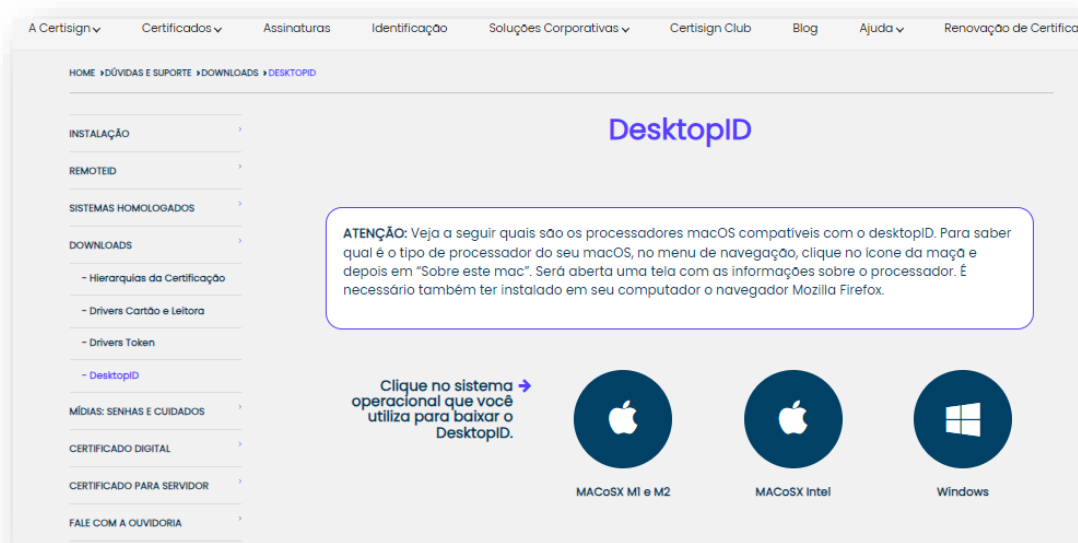 A Certisign Certificados Assinaturas Identificação Soluções Corporativas Certisign Club Blog Ajuda Renovação de Certifica
HOME › DÚVIDAS E SUPORTE › DOWNLOADS › DESKTOPID
INSTALAÇÃO
REMOTEID
SISTEMAS HOMOLOGADOS
DOWNLOADS
- Hierarquias da Certificação
- Drivers Cartão e Leitora
- Drivers Token
- DesktopID
MÍDIAS: SENHAS E CUIDADOS
CERTIFICADO DIGITAL
CERTIFICADO PARA SERVIDOR
FALE COM A OUVIDORIA
DesktopID
ATENÇÃO: Veja a seguir quais são os processadores macOS compatíveis com o desktopID. Para saber
qual é o tipo de processador do seu macOS, no menu de navegação, clique no ícone da maçã e
depois em “Sobre este mac”. Será aberta uma tela com as informações sobre o processador. É
necessário também ter instalado em seu computador o navegador Mozilla Firefox.
Clique no sistema
operacional que você
utiliza para baixar o
DesktopID.
MACoSX M1 e M2
MACoSX Intel
Windows